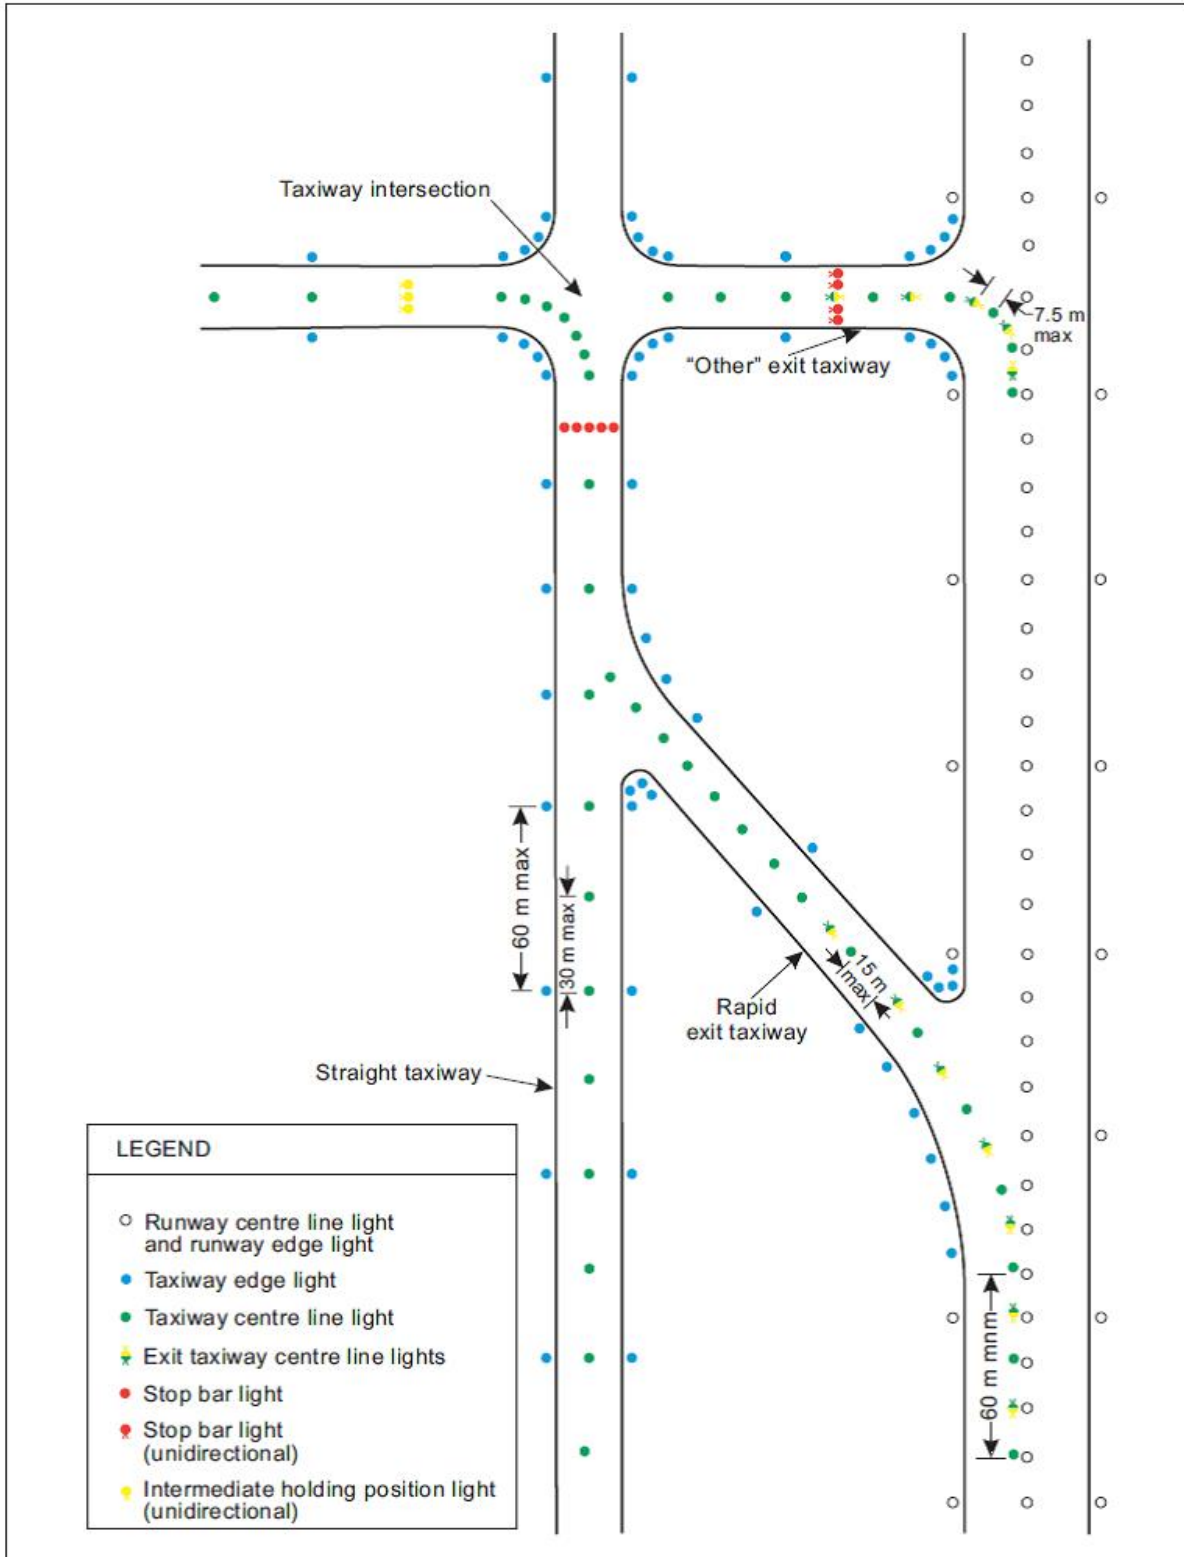 Taxiway intersection
7.5 m
max
“Other” exit taxiway
60 m max
30 m max
15 m
max
Rapid
exit taxiway
Straight taxiway
LEGEND
Runway centre line light
and runway edge light
Taxiway edge light
Taxiway centre line light
Exit taxiway centre line lights
Stop bar light
Stop bar light
(unidirectional)
Intermediate holding position light
(unidirectional)
60 m mnm